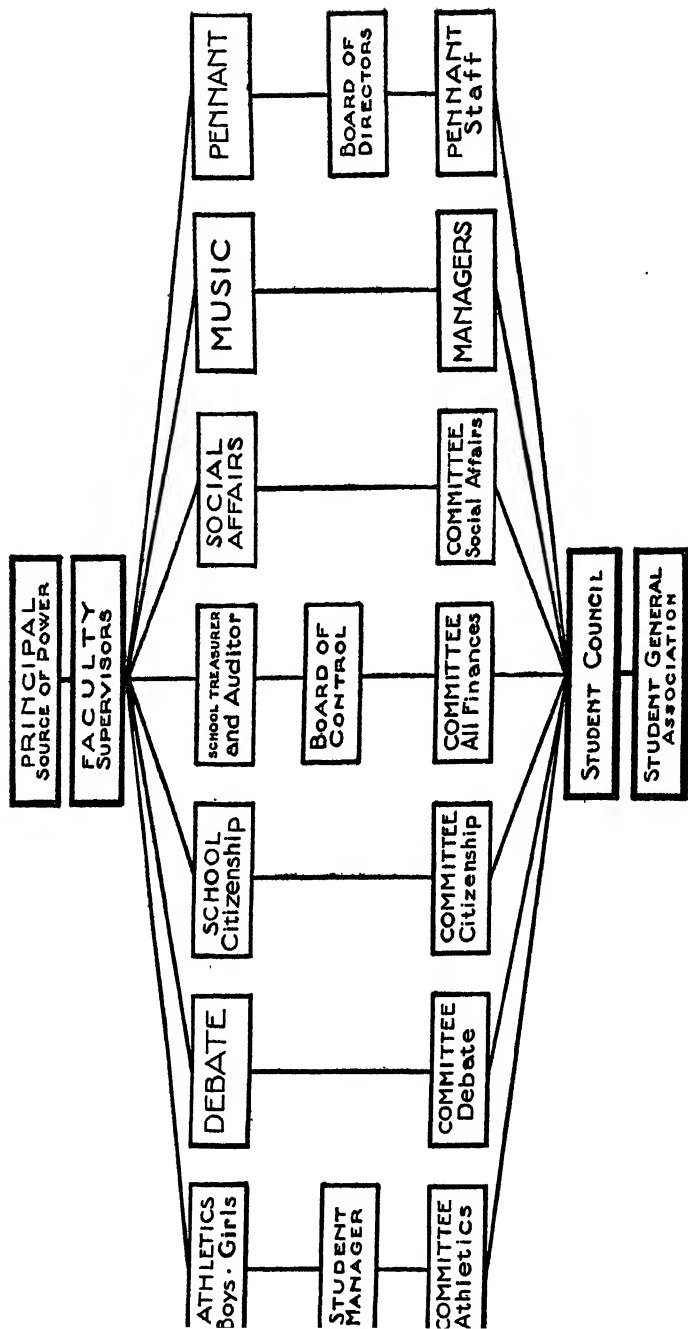 PRINCIPAL
SOURCE OF POWER
FACULTY
SUPERVISORS
ATHLETICS
Boys · Girls
DEBATE
SCHOOL
Citizenship
SCHOOL TREASURER
and Auditor
SOCIAL
AFFAIRS
MUSIC
PENNANT
STUDENT
MANAGER
BOARD OF
CONTROL
BOARD OF
DIRECTORS
COMMITTEE
Athletics
COMMITTEE
Debate
COMMITTEE
Citizenship
COMMITTEE
All Finances
COMMITTEE
Social Affairs
MANAGERS
PENNANT
Staff
STUDENT COUNCIL
STUDENT GENERAL
ASSOCIATION